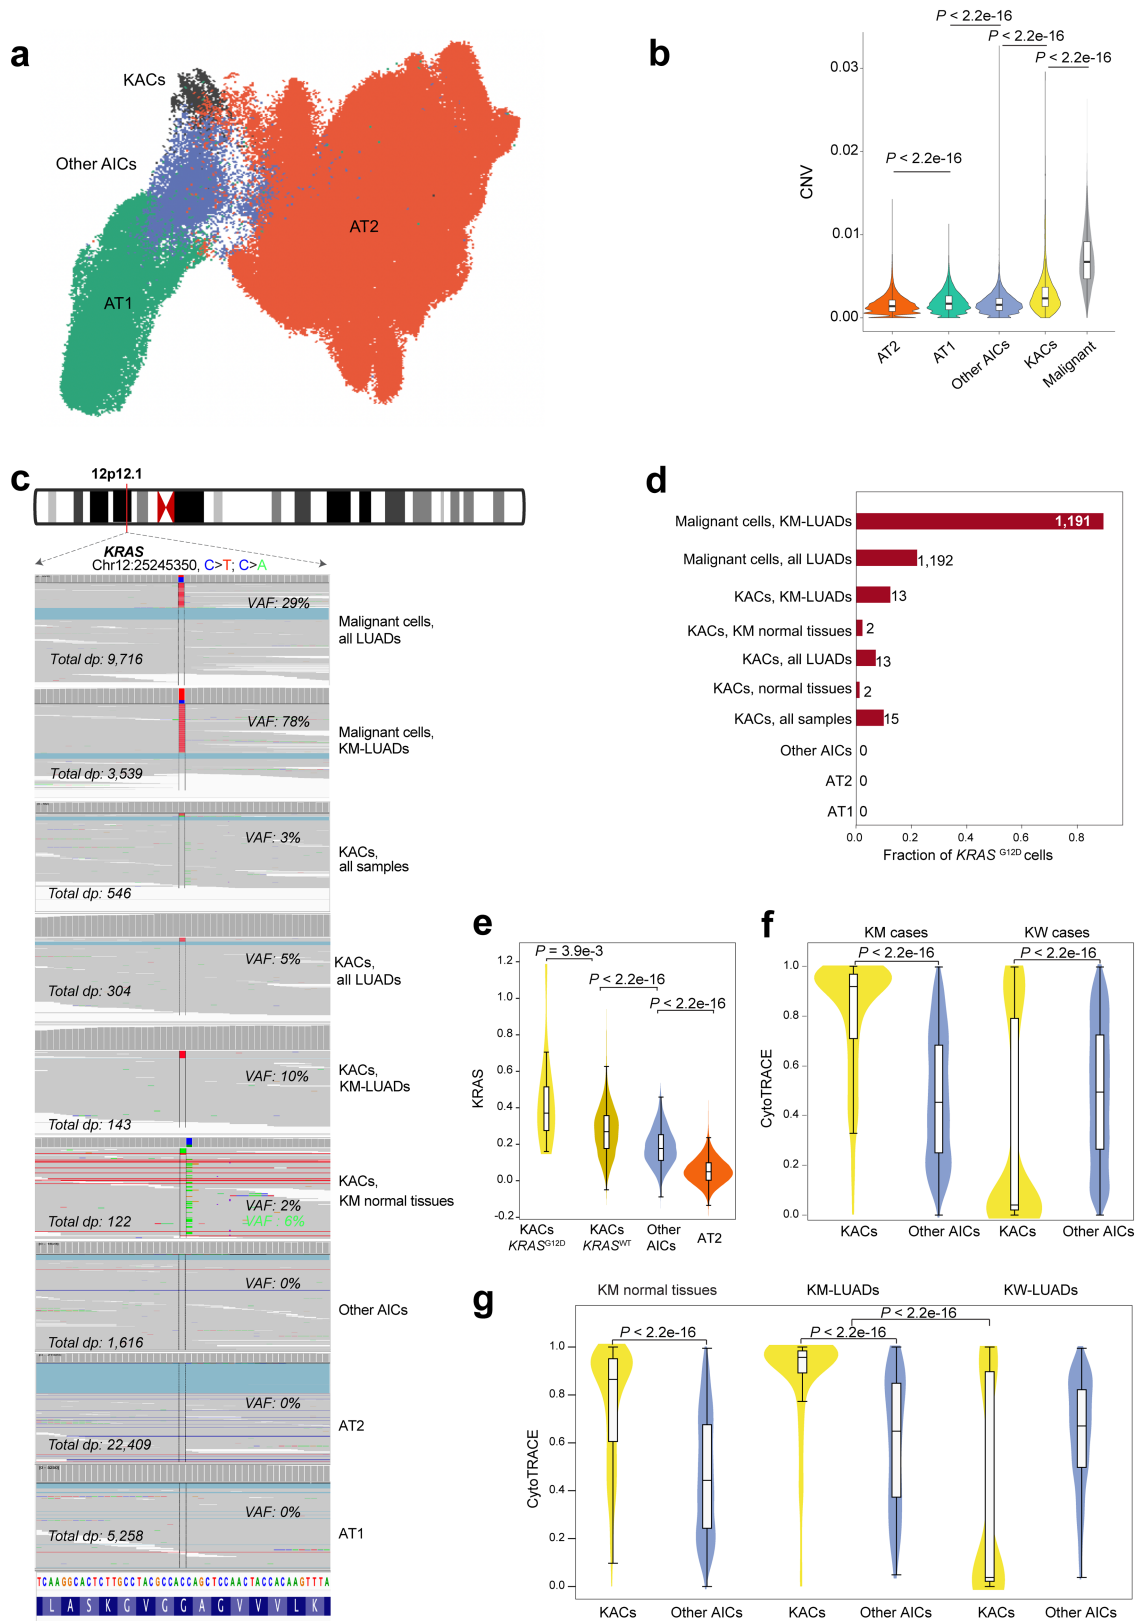 a
KACs
Other AICs
AT2
AT1
b
P < 2.2e-16
P < 2.2e-16
P < 2.2e-16
P < 2.2e-16
CNV
0.03
0.02
0.01
0.00
AT2
AT1
Other AICs
KACs
Malignant
c
12p12.1
KRAS
Chr12:25245350, C>T; C>A
VAF: 29%
Total dp: 9,716
Malignant cells,
all LUADs
VAF: 78%
Total dp: 3,539
Malignant cells,
KM-LUADs
VAF: 3%
Total dp: 546
KACs,
all samples
VAF: 5%
Total dp: 304
KACs,
all LUADs
VAF: 10%
Total dp: 143
KACs,
KM-LUADs
VAF: 2%
VAF : 6%
Total dp: 122
KACs,
KM normal tissues
VAF: 0%
Total dp: 1,616
Other AICs
VAF: 0%
Total dp: 22,409
AT2
VAF: 0%
Total dp: 5,258
AT1
TCAAGGCACTCTTGCCTACGCCACCAGCTCCAACTACCACAAGTTTA
L A S K G V G G A G V V V L K
d
Malignant cells, KM-LUADs 1,191
Malignant cells, all LUADs 1,192
KACs, KM-LUADs 13
KACs, KM normal tissues 2
KACs, all LUADs 13
KACs, normal tissues 2
KACs, all samples 15
Other AICs 0
AT2 0
AT1 0
0.0 0.2 0.4 0.6 0.8
Fraction of KRAS G12D cells
e
P = 3.9e-3
P < 2.2e-16
P < 2.2e-16
KRAS
1.2
1.0
0.8
0.6
0.4
0.2
0.0
-0.2
KACs KACs Other AT2
KRASG12D KRASWT AICs
f
KM cases KW cases
P < 2.2e-16 P < 2.2e-16
CytoTRACE
1.0
0.8
0.6
0.4
0.2
0.0
KACs Other AICs KACs Other AICs
g
KM normal tissues KM-LUADs KW-LUADs
P < 2.2e-16
P < 2.2e-16 P < 2.2e-16
CytoTRACE
1.0
0.8
0.6
0.4
0.2
0.0
KACs Other AICs KACs Other AICs KACs Other AICs